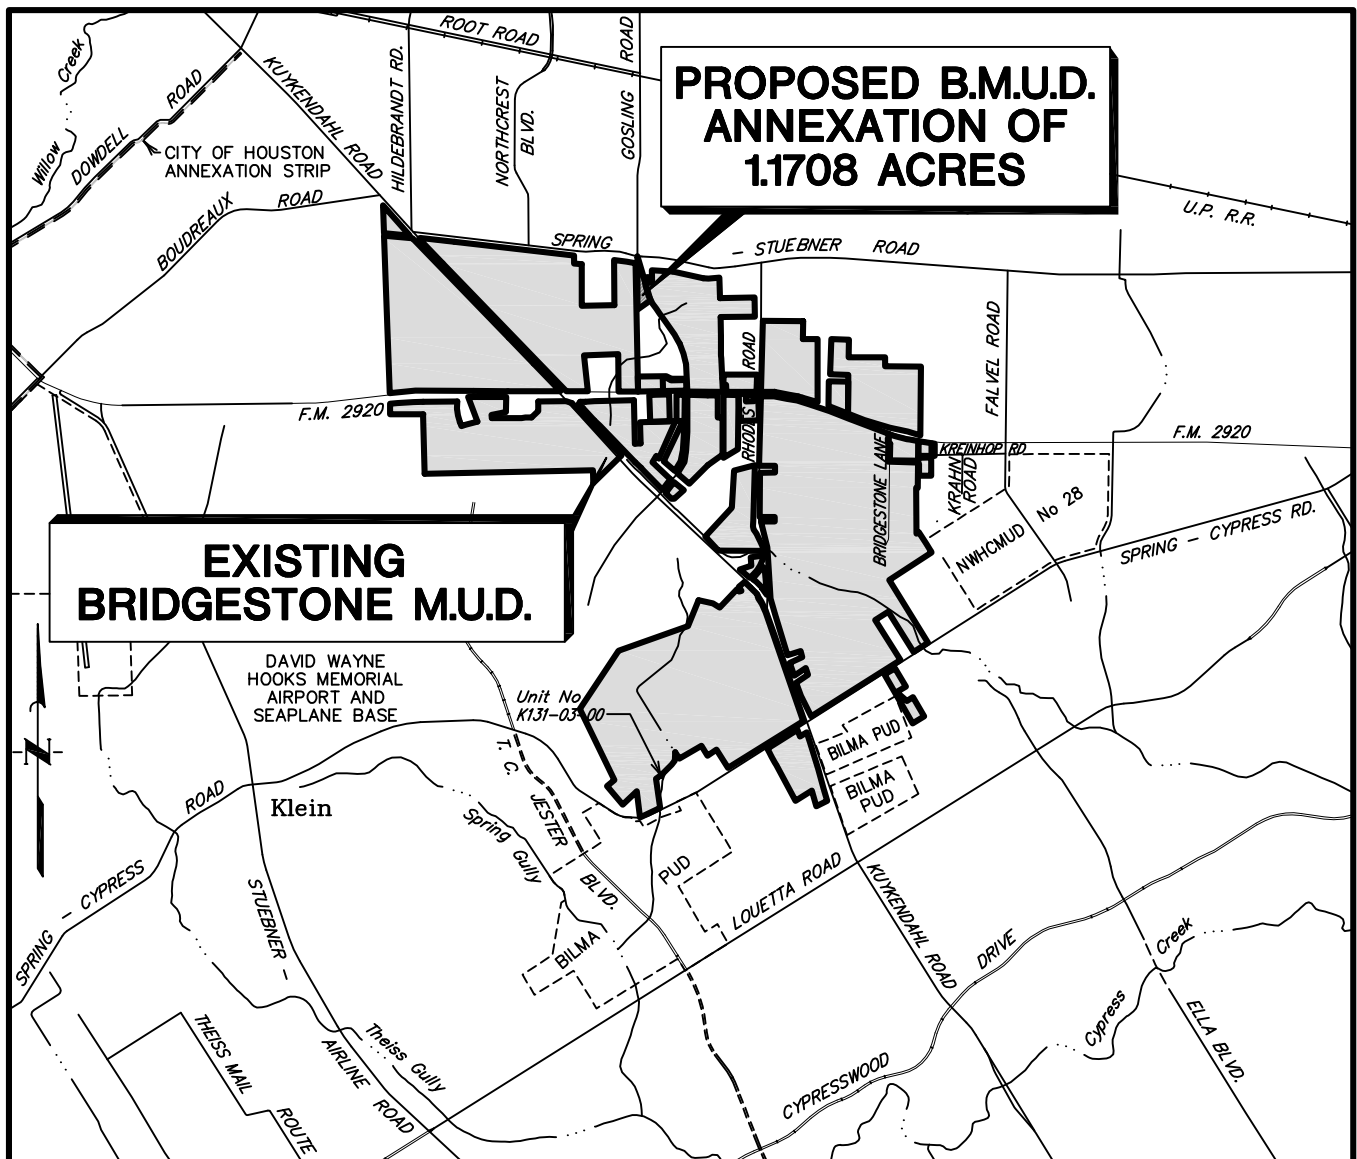 ROOT ROAD
Creek
Willow
DOWDELL ROAD
KUYKENDAHL ROAD
HILDEBRANDT RD.
NORTHCREST
BLVD.
GOSLING ROAD
PROPOSED B.M.U.D.
ANNEXATION OF
1.1708 ACRES
CITY OF HOUSTON
ANNEXATION STRIP
BOUDREAUX ROAD
U.P. R.R.
SPRING - STUEBNER ROAD
FALVEL ROAD
RHODES ROAD
F.M. 2920
F.M. 2920
KREINHOP RD
KRAHN
ROAD
BRIDGESTONE LANE
NWHCMUD No 28
SPRING - CYPRESS RD.
EXISTING
BRIDGESTONE M.U.D.
DAVID WAYNE
HOOKS MEMORIAL
AIRPORT AND
SEAPLANE BASE
Unit No
K131-03-00
N
T. C. JESTER BLVD.
BILMA PUD
BILMA
PUD
Klein
SPRING - CYPRESS ROAD
Spring Gully
PUD
BILMA
LOUETTA ROAD
KUYKENDAHL ROAD
STUEBNER - AIRLINE ROAD
Theiss Gully
THEISS MAIL ROUTE
CYPRESSWOOD DRIVE
Cypress Creek
ELLA BLVD.